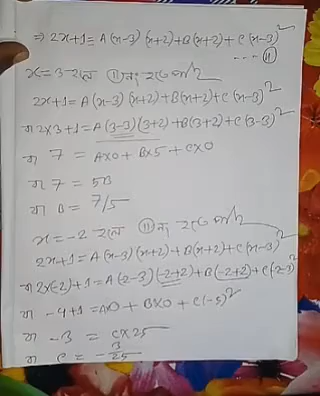 ⇒ 2x+1 = A(x-3)(x+2)+B(x+2)+C(x-3)²
---- (II)
x=3 হলে (II) নং হতে পাই
2x+1 = A(x-3)(x+2)+B(x+2)+C(x-3)²
বা 2×3+1 = A(3-3)(3+2)+B(3+2)+C(3-3)²
বা 7 = A×0 + B×5 + C×0
বা 7 = 5B
বা B = 7/5
x=-2 হলে (II) নং হতে পাই
2x+1 = A(x-3)(x+2)+B(x+2)+C(x-3)²
বা 2×(-2)+1 = A(-2-3)(-2+2)+B(-2+2)+C(-2-3)²
বা -4+1 = A×0 + B×0 + C(-5)²
বা -3 = C×25
বা C = -3/25